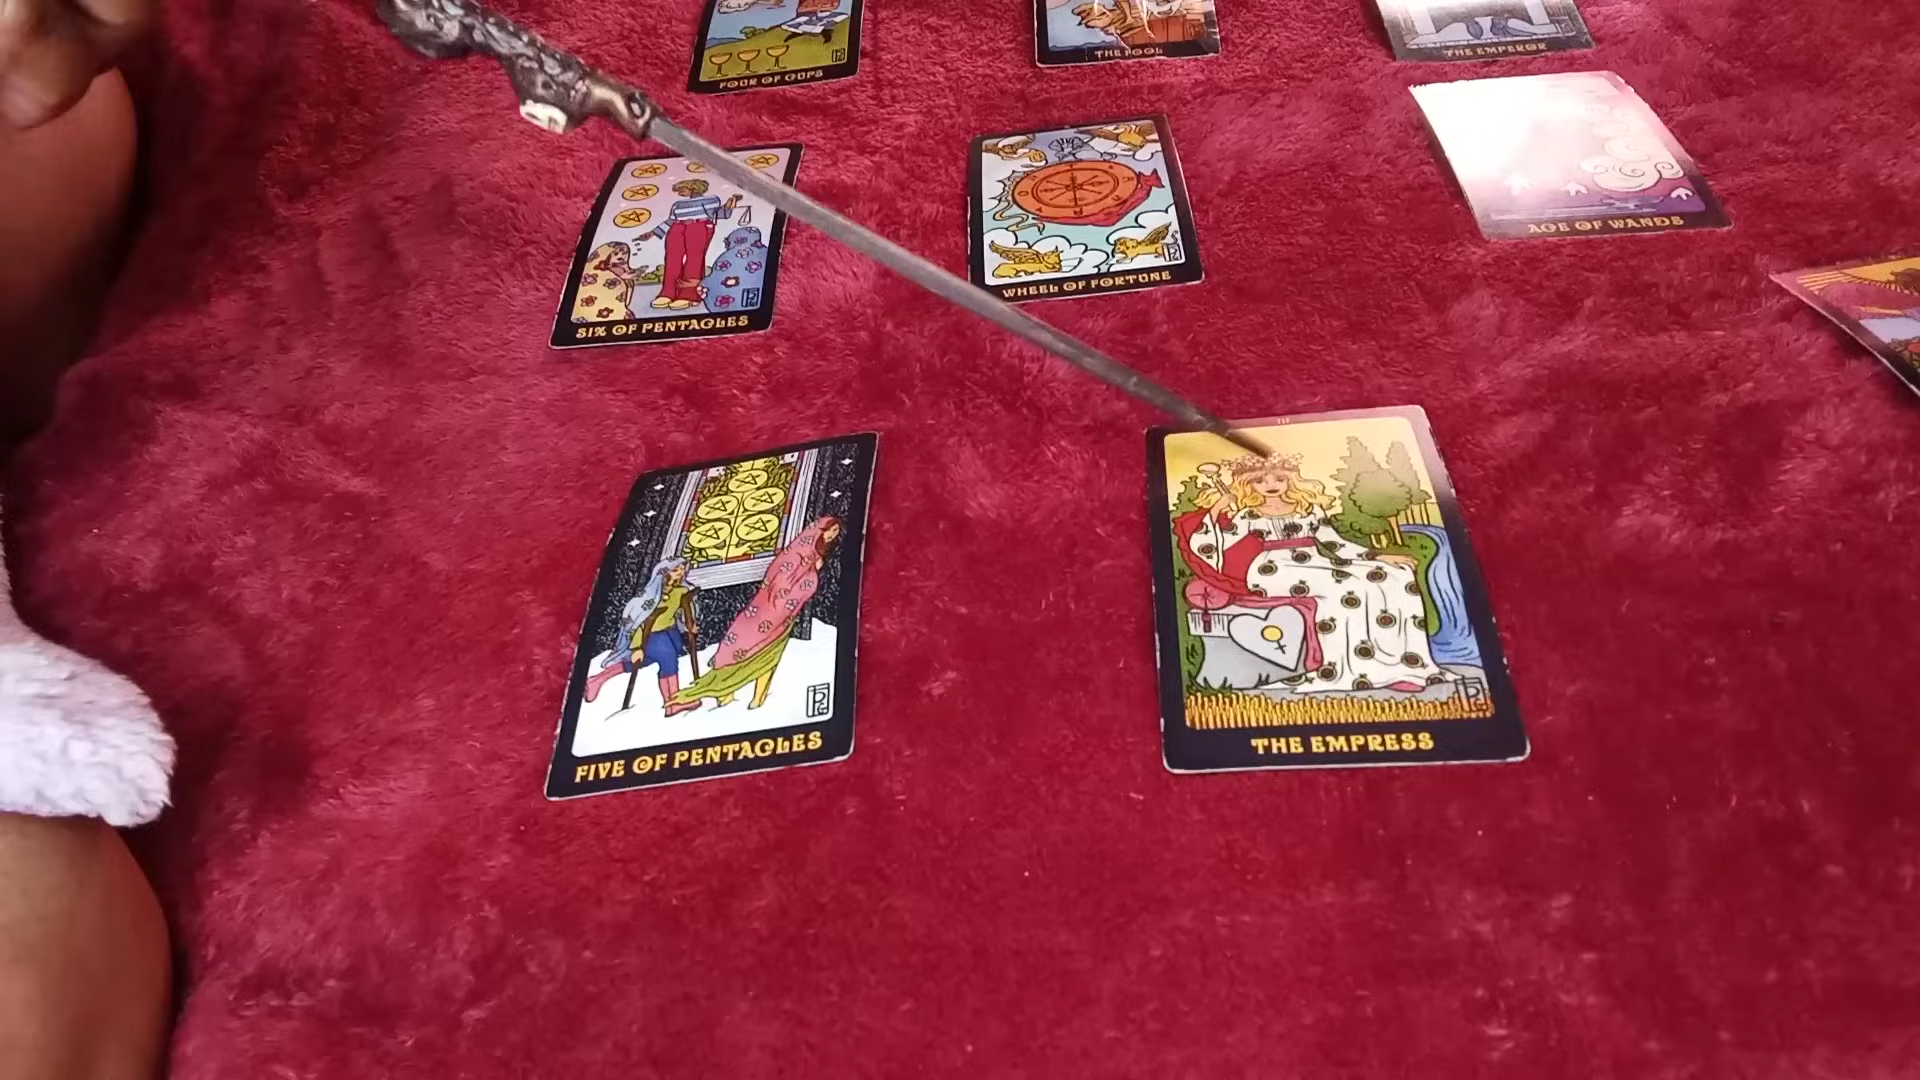 FOUR OF CUPS
THE FOOL
THE EMPEROR
ACE OF WANDS
WHEEL OF FORTUNE
SIX OF PENTACLES
III
FIVE OF PENTACLES
THE EMPRESS